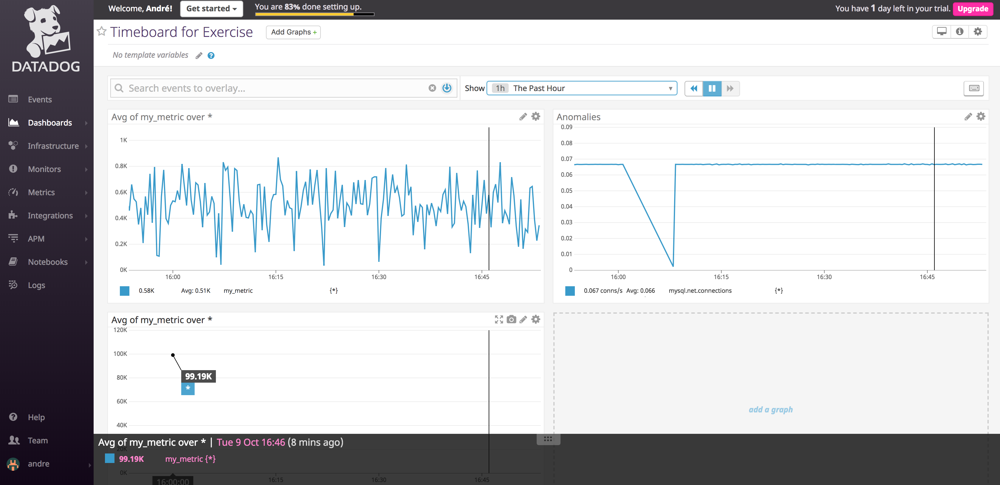 Welcome, André!
Get started
You are 83% done setting up.
You have 1 day left in your trial.
Upgrade
DATADOG
Events
Dashboards
Infrastructure
Monitors
Metrics
Integrations
APM
Notebooks
Logs
Help
Team
andre
Timeboard for Exercise
Add Graphs +
No template variables
?
Search events to overlay...
Show
1h The Past Hour
Avg of my_metric over *
1K
0.8K
0.6K
0.4K
0.2K
0K
16:00 16:15 16:30 16:45
0.58K Avg: 0.51K my_metric {*}
Anomalies
0.09
0.08
0.07
0.06
0.05
0.04
0.03
0.02
0.01
0
16:00 16:15 16:30 16:45
0.067 conns/s Avg: 0.066 mysql.net.connections {*}
Avg of my_metric over *
120K
100K
80K
60K
40K
20K
0K
99.19K
*
add a graph
Avg of my_metric over * | Tue 9 Oct 16:46 (8 mins ago)
99.19K my_metric {*}
16:00:00 16:15 16:30 16:45